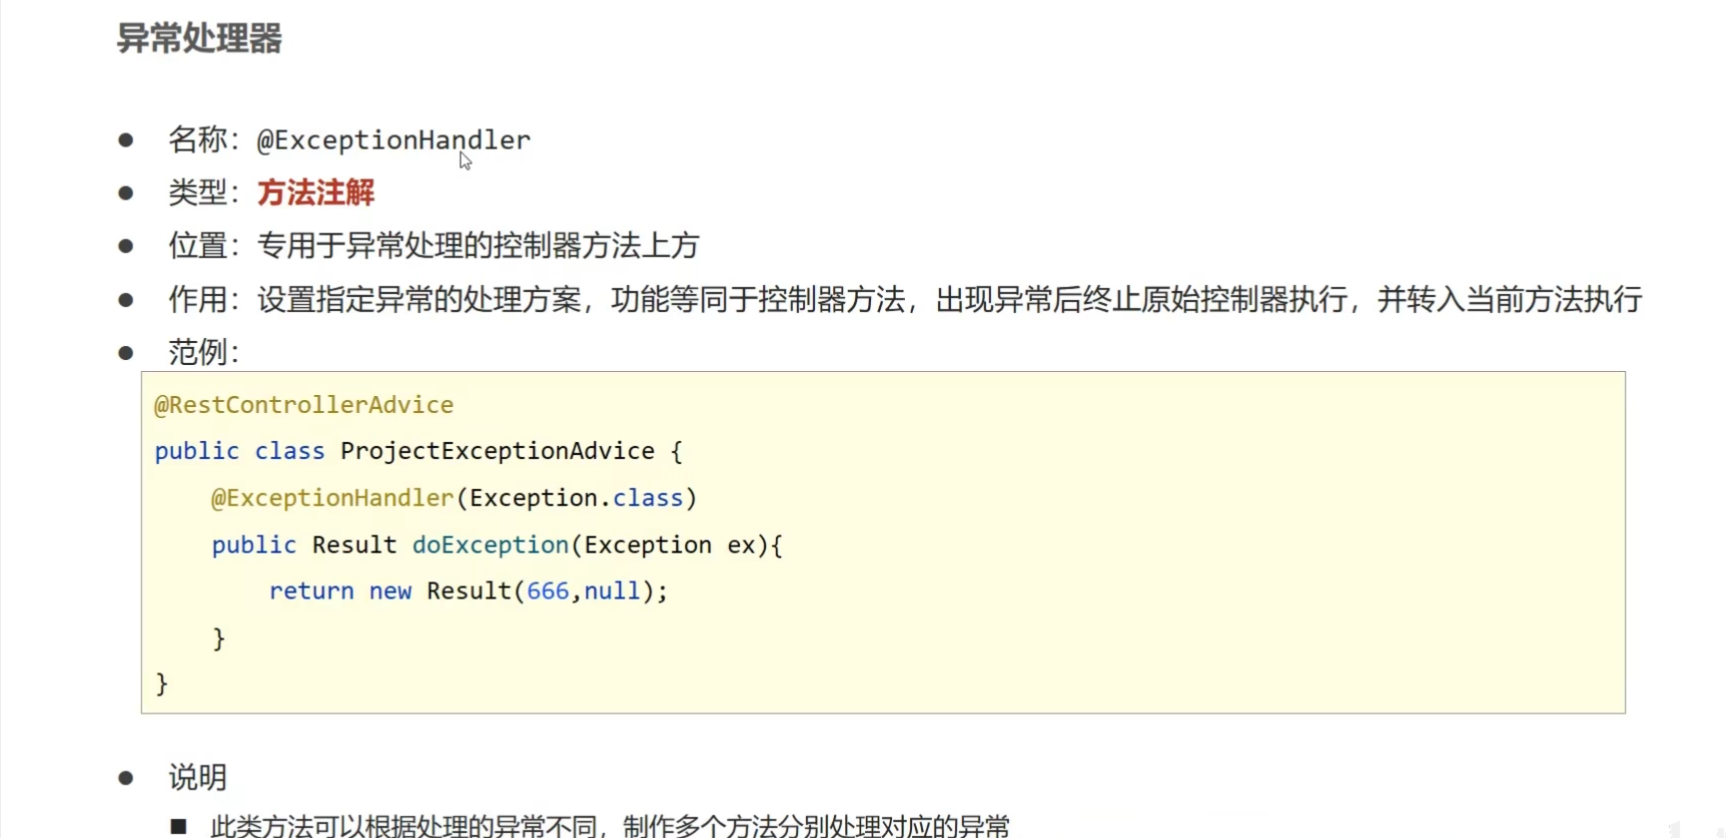 异常处理器
● 名称：@ExceptionHandler
● 类型：方法注解
● 位置：专用于异常处理的控制器方法上方
● 作用：设置指定异常的处理方案，功能等同于控制器方法，出现异常后终止原始控制器执行，并转入当前方法执行
● 范例：
@RestControllerAdvice
public class ProjectExceptionAdvice {
    @ExceptionHandler(Exception.class)
    public Result doException(Exception ex){
        return new Result(666,null);
    }
}
● 说明
■ 此类方法可以根据处理的异常不同，制作多个方法分别处理对应的异常